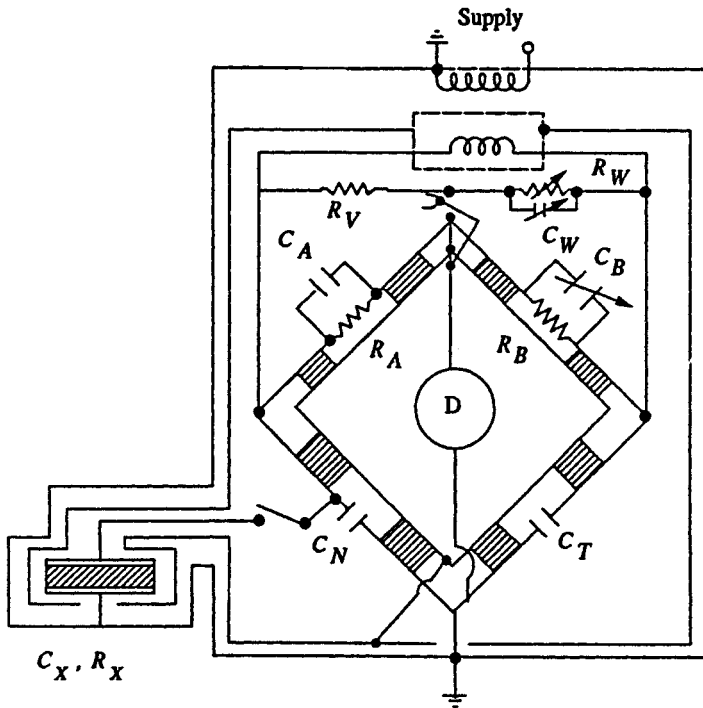 Supply
R_W
R_V
C_W
C_A
C_B
R_A
R_B
D
C_N
C_T
C_X, R_X